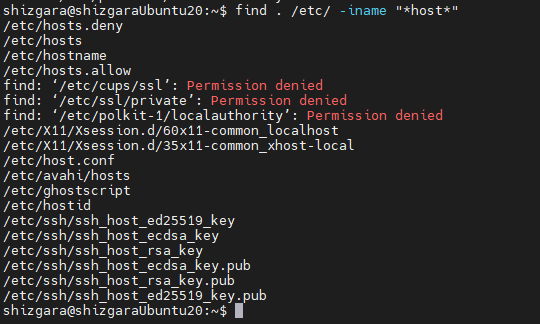 shizgara@shizgaraUbuntu20:~$ find . /etc/ -iname "*host*"
/etc/hosts.deny
/etc/hosts
/etc/hostname
/etc/hosts.allow
find: ‘/etc/cups/ssl’: Permission denied
find: ‘/etc/ssl/private’: Permission denied
find: ‘/etc/polkit-1/localauthority’: Permission denied
/etc/X11/Xsession.d/60x11-common_localhost
/etc/X11/Xsession.d/35x11-common_xhost-local
/etc/host.conf
/etc/avahi/hosts
/etc/ghostscript
/etc/hostid
/etc/ssh/ssh_host_ed25519_key
/etc/ssh/ssh_host_ecdsa_key
/etc/ssh/ssh_host_rsa_key
/etc/ssh/ssh_host_ecdsa_key.pub
/etc/ssh/ssh_host_rsa_key.pub
/etc/ssh/ssh_host_ed25519_key.pub
shizgara@shizgaraUbuntu20:~$